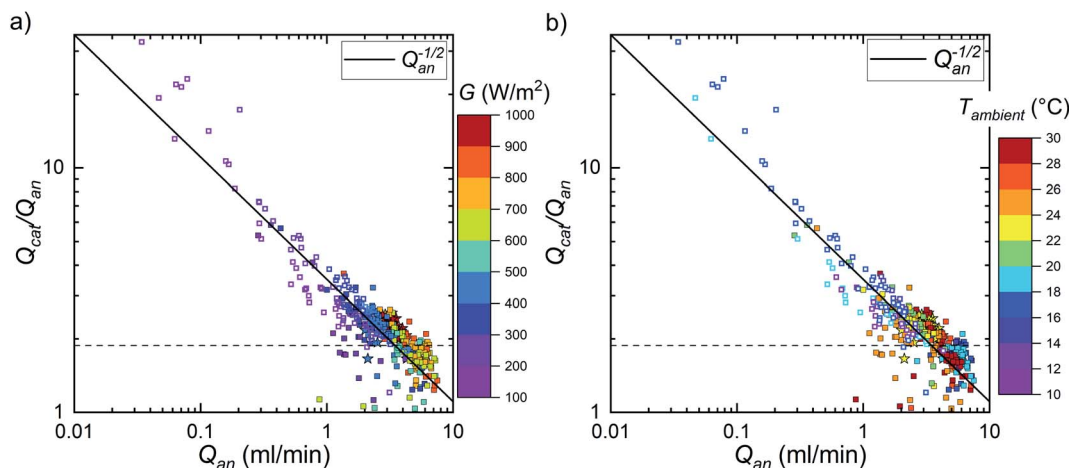 a)
Q_an^-1/2
G (W/m²)
1000
900
800
700
600
500
400
300
200
100
10
1
Q_cat/Q_an
0.01 0.1 1 10
Q_an (ml/min)
b)
Q_an^-1/2
T_ambient (°C)
30
28
26
24
22
20
18
16
14
12
10
10
1
Q_cat/Q_an
0.01 0.1 1 10
Q_an (ml/min)